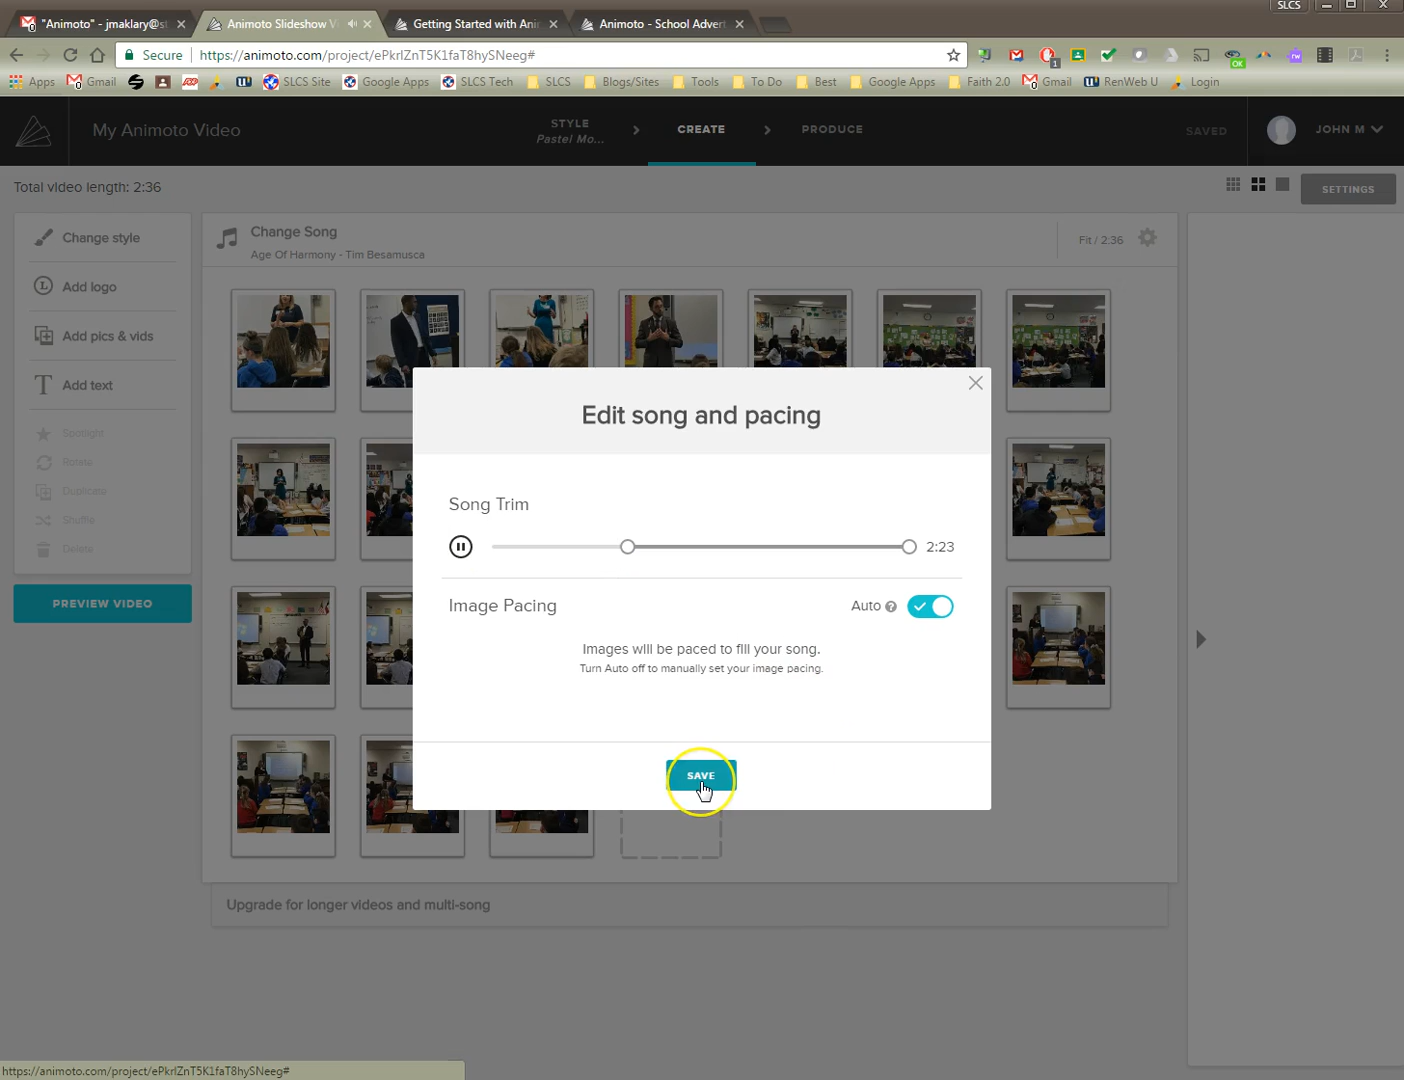 "Animoto" - jmaklary@st
Animoto Slideshow Vi
Getting Started with Ani
Animoto - School Advert
SLCS
Secure
https://animoto.com/project/ePkrlZnT5K1faT8hySNeeg#
Apps
Gmail
SLCS Site
Google Apps
SLCS Tech
SLCS
Blogs/Sites
Tools
To Do
Best
Google Apps
Faith 2.0
Gmail
RenWeb U
Login
My Animoto Video
STYLE
Pastel Mo...
CREATE
PRODUCE
SAVED
JOHN M
Total video length: 2:36
SETTINGS
Change style
Add logo
Add pics & vids
Add text
Spotlight
Rotate
Duplicate
Shuffle
Delete
PREVIEW VIDEO
Change Song
Age Of Harmony - Tim Besamusca
Fit / 2:36
Edit song and pacing
Song Trim
2:23
Image Pacing
Auto
Images will be paced to fill your song.
Turn Auto off to manually set your image pacing.
SAVE
Upgrade for longer videos and multi-song
https://animoto.com/project/ePkrlZnT5K1faT8hySNeeg#